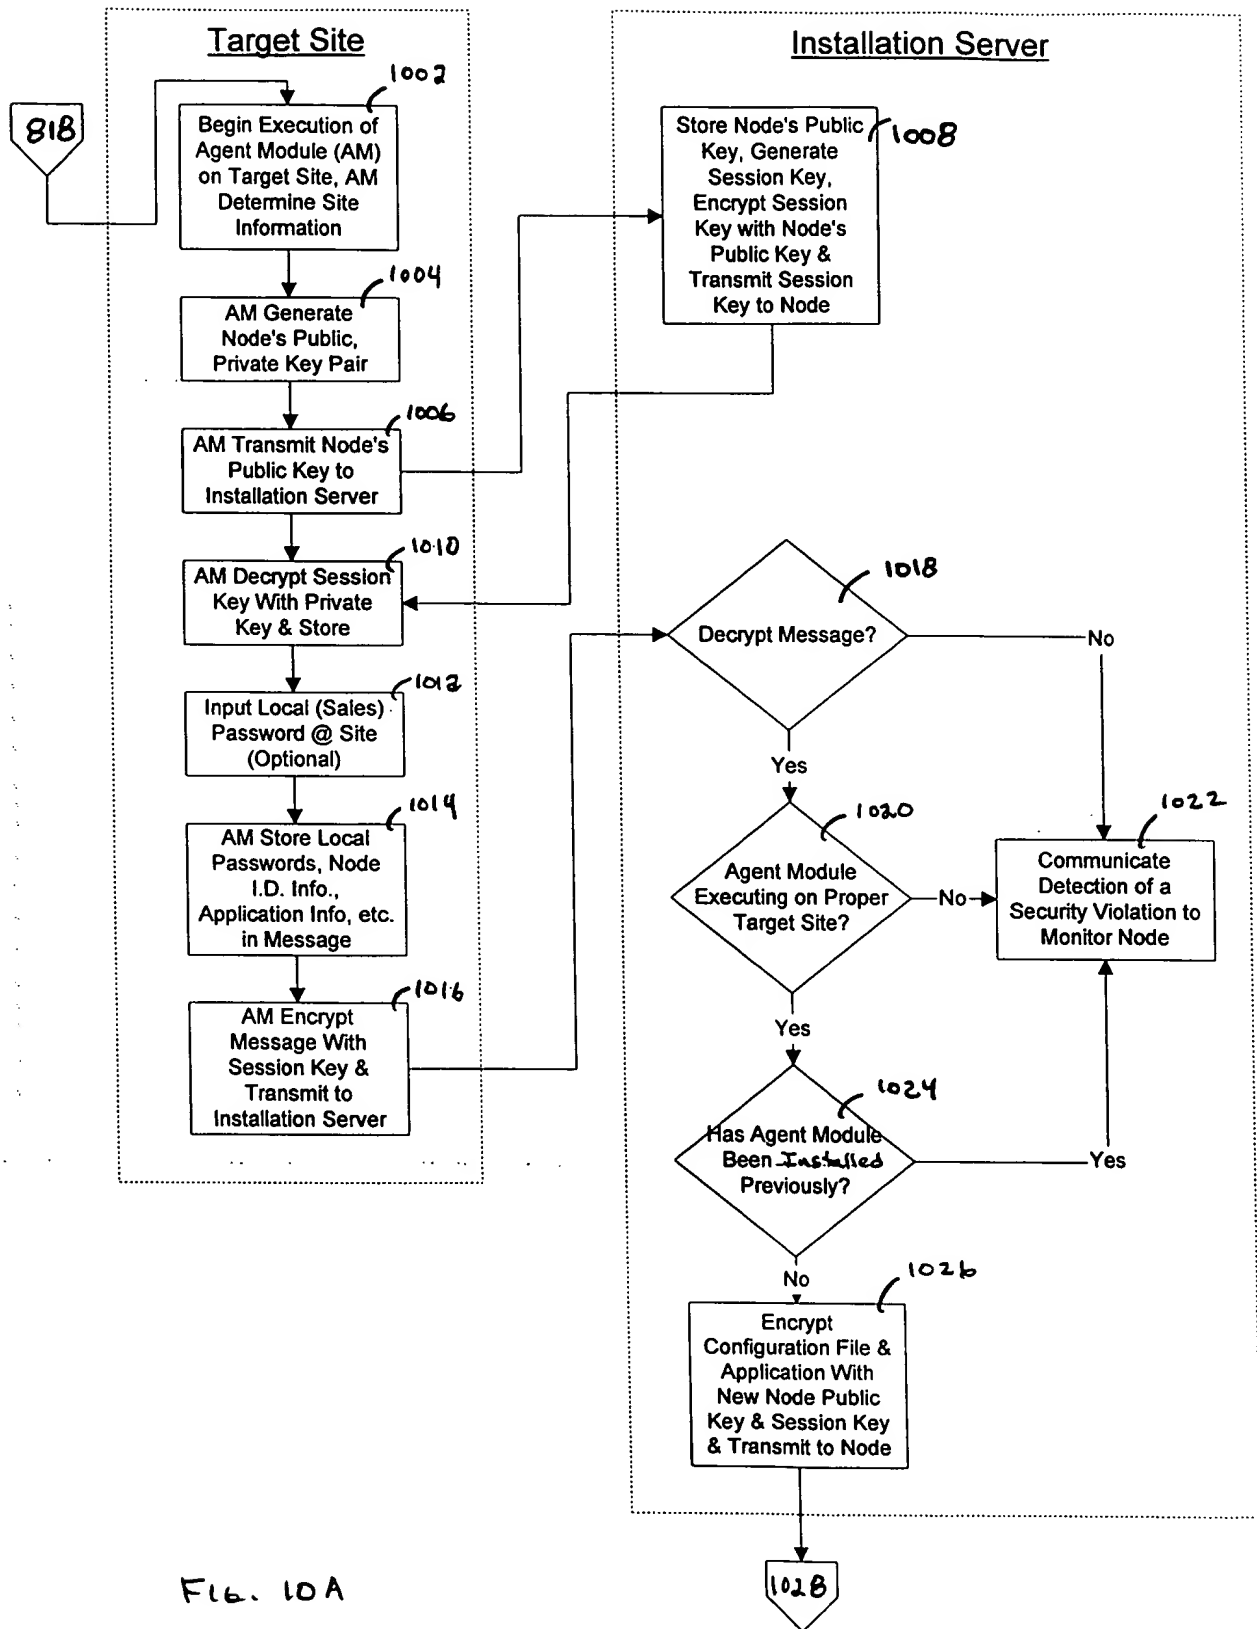 Target Site
818
1002
Begin Execution of
Agent Module (AM)
on Target Site, AM
Determine Site
Information
1004
AM Generate
Node's Public,
Private Key Pair
1006
AM Transmit Node's
Public Key to
Installation Server
1010
AM Decrypt Session
Key With Private
Key & Store
1012
Input Local (Sales)
Password @ Site
(Optional)
1014
AM Store Local
Passwords, Node
I.D. Info.,
Application Info, etc.
in Message
1016
AM Encrypt
Message With
Session Key &
Transmit to
Installation Server
Installation Server
1008
Store Node's Public
Key, Generate
Session Key,
Encrypt Session
Key with Node's
Public Key &
Transmit Session
Key to Node
1018
Decrypt Message?
No
Yes
1020
Agent Module
Executing on Proper
Target Site?
No
1022
Communicate
Detection of a
Security Violation to
Monitor Node
Yes
1024
Has Agent Module
Been Installed
Previously?
Yes
No
1026
Encrypt
Configuration File &
Application With
New Node Public
Key & Session Key
& Transmit to Node
1028
FIG. 10A